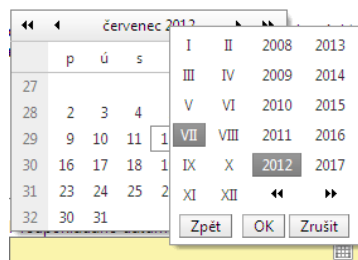 červenec 2012
p ú s
27
28 2 3 4
29 9 10 11 1
30 16 17 18 1
31 23 24 25 2
32 30 31
I II 2008 2013
III IV 2009 2014
V VI 2010 2015
VII VIII 2011 2016
IX X 2012 2017
XI XII
Zpět OK Zrušit